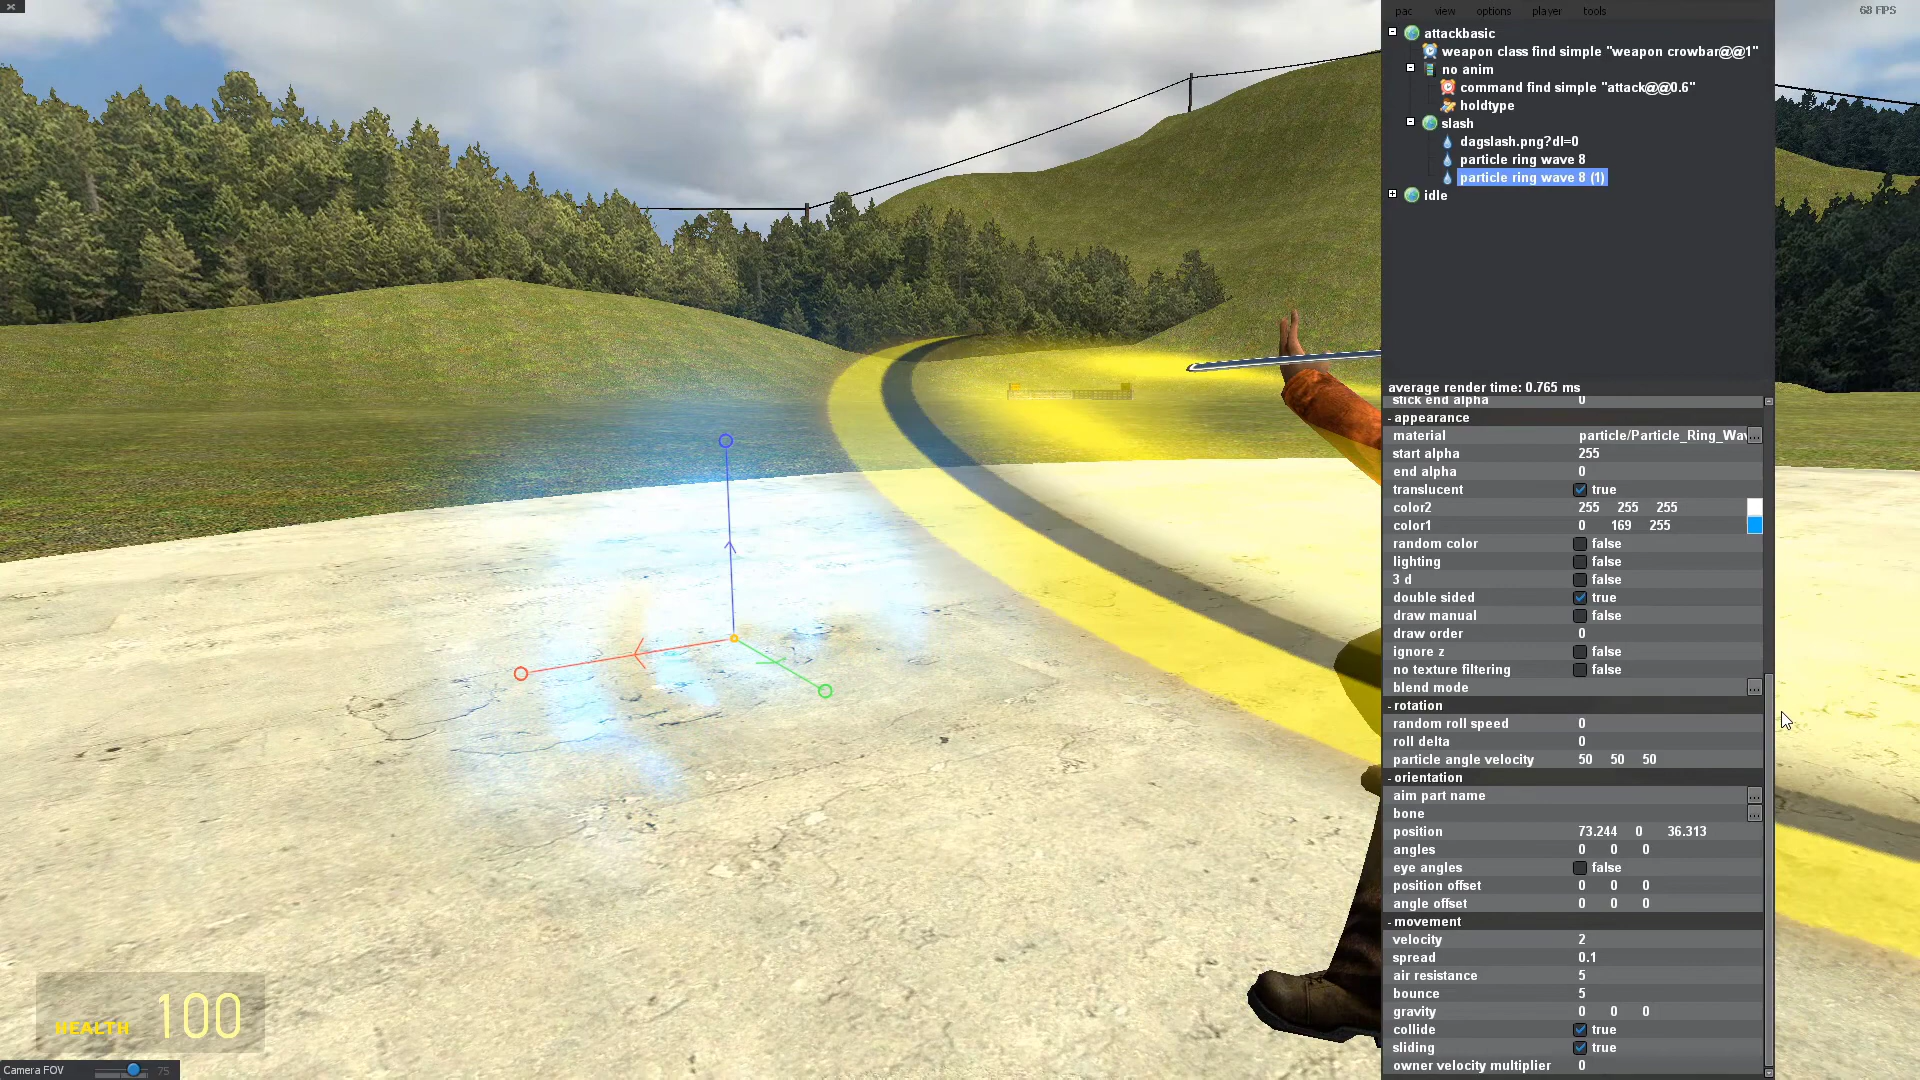 pac view options player tools
68 FPS
attackbasic
weapon class find simple "weapon crowbar@@1"
no anim
command find simple "attack@@0.6"
holdtype
slash
dagslash.png?dl=0
particle ring wave 8
particle ring wave 8 (1)
idle
average render time: 0.765 ms
stick end alpha 0
- appearance
material particle/Particle_Ring_Wav ...
start alpha 255
end alpha 0
translucent true
color2 255 255 255
color1 0 169 255
random color false
lighting false
3 d false
double sided true
draw manual false
draw order 0
ignore z false
no texture filtering false
blend mode ...
- rotation
random roll speed 0
roll delta 0
particle angle velocity 50 50 50
- orientation
aim part name ...
bone ...
position 73.244 0 36.313
angles 0 0 0
eye angles false
position offset 0 0 0
angle offset 0 0 0
- movement
velocity 2
spread 0.1
air resistance 5
bounce 5
gravity 0 0 0
collide true
sliding true
owner velocity multiplier 0
HEALTH 100
Camera FOV 75